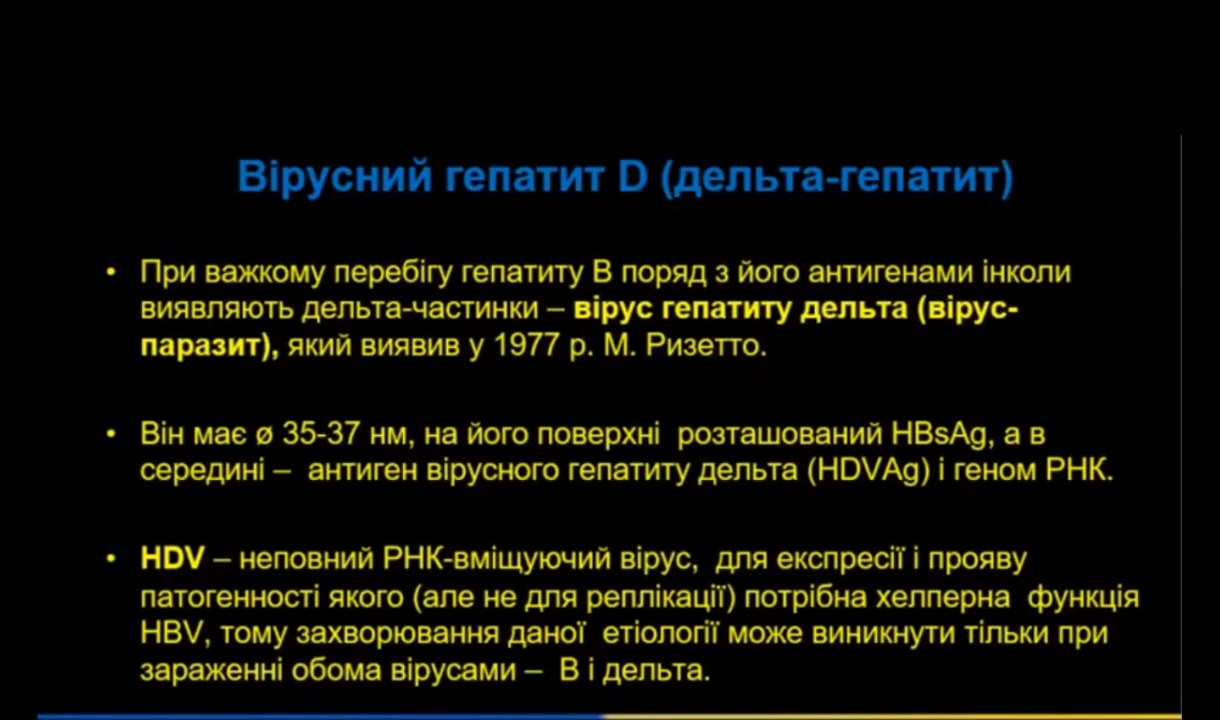 Вірусний гепатит D (дельта-гепатит)
• При важкому перебігу гепатиту В поряд з його антигенами інколи
виявляють дельта-частинки – вірус гепатиту дельта (вірус-
паразит), який виявив у 1977 р. М. Ризетто.
• Він має ø 35-37 нм, на його поверхні розташований HBsAg, а в
середині – антиген вірусного гепатиту дельта (HDVAg) і геном РНК.
• HDV – неповний РНК-вміщуючий вірус, для експресії і прояву
патогенності якого (але не для реплікації) потрібна хелперна функція
HBV, тому захворювання даної етіології може виникнути тільки при
зараженні обома вірусами – В і дельта.